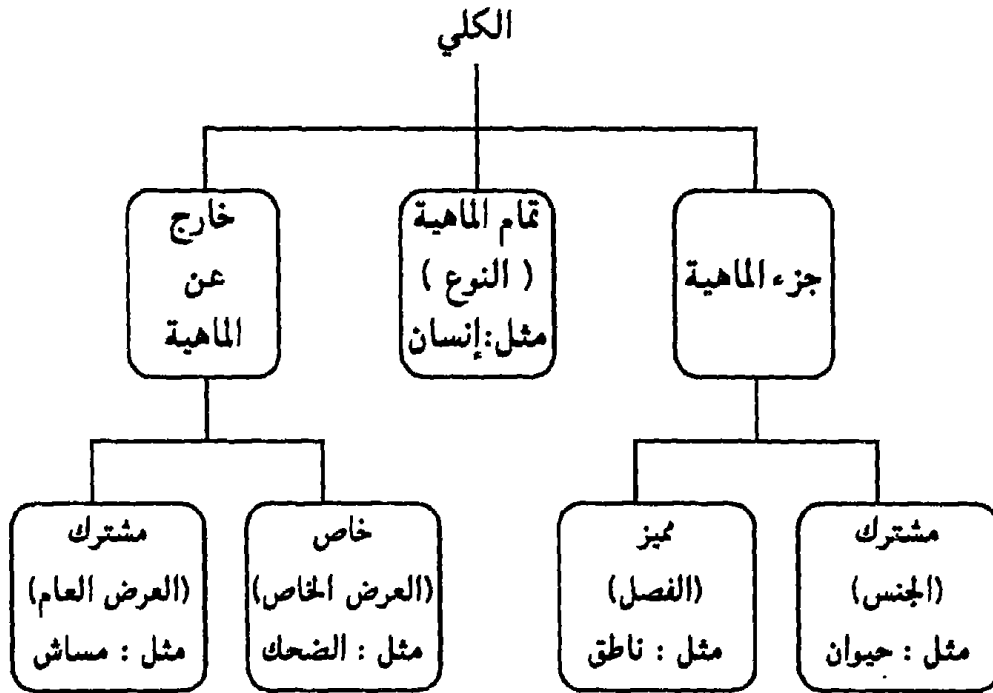 الكلي
جزء الماهية
تمام الماهية
( النوع )
مثل:إنسان
خارج
عن
الماهية
مشترك
(الجنس)
مثل : حيوان
مميز
(الفصل)
مثل : ناطق
خاص
(العرض الخاص)
مثل : الضحك
مشترك
(العرض العام)
مثل : مساش